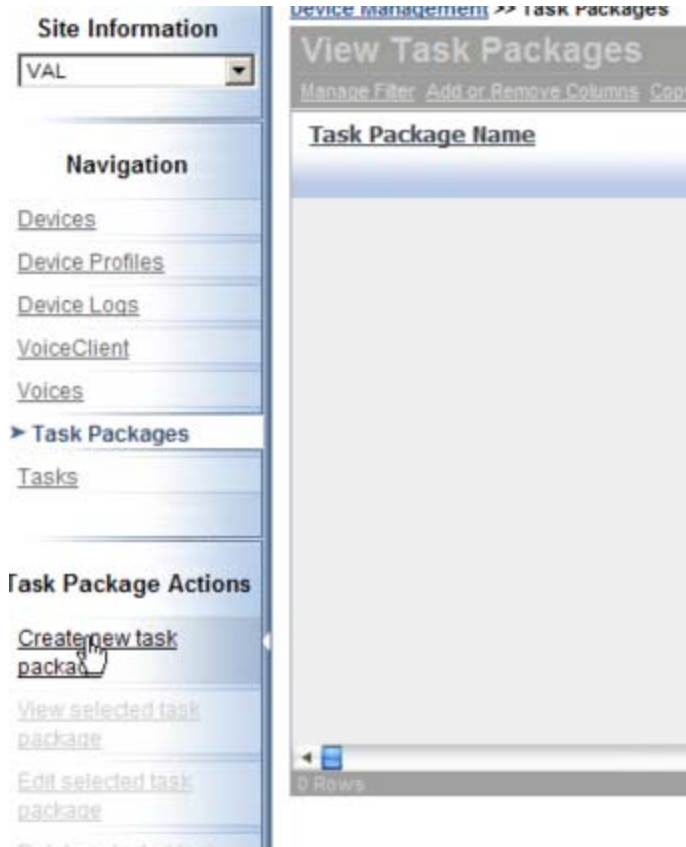 Site Information
VAL
Navigation
Devices
Device Profiles
Device Logs
VoiceClient
Voices
Task Packages
Tasks
Task Package Actions
Create new task
package
View selected task
package
Edit selected task
package
Device Management >> Task Packages
View Task Packages
Manage Filter Add or Remove Columns Copy
Task Package Name
0 Rows